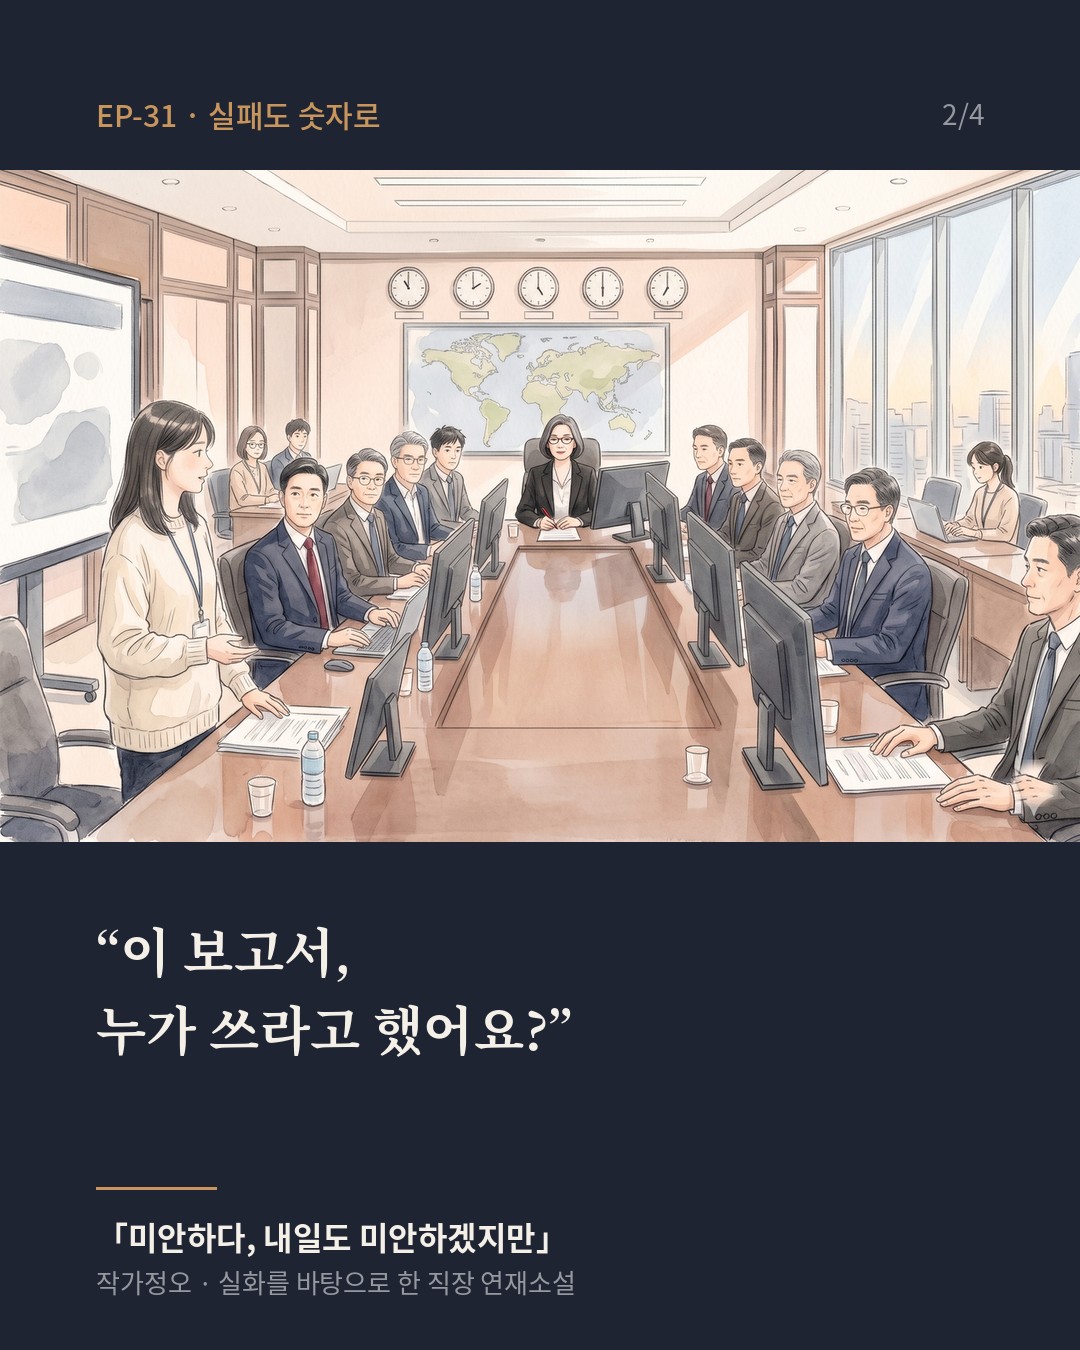 EP-31 · 실패도 숫자로
2/4
“이 보고서,
누가 쓰라고 했어요?”
「미안하다, 내일도 미안하겠지만」
작가정오 · 실화를 바탕으로 한 직장 연재소설